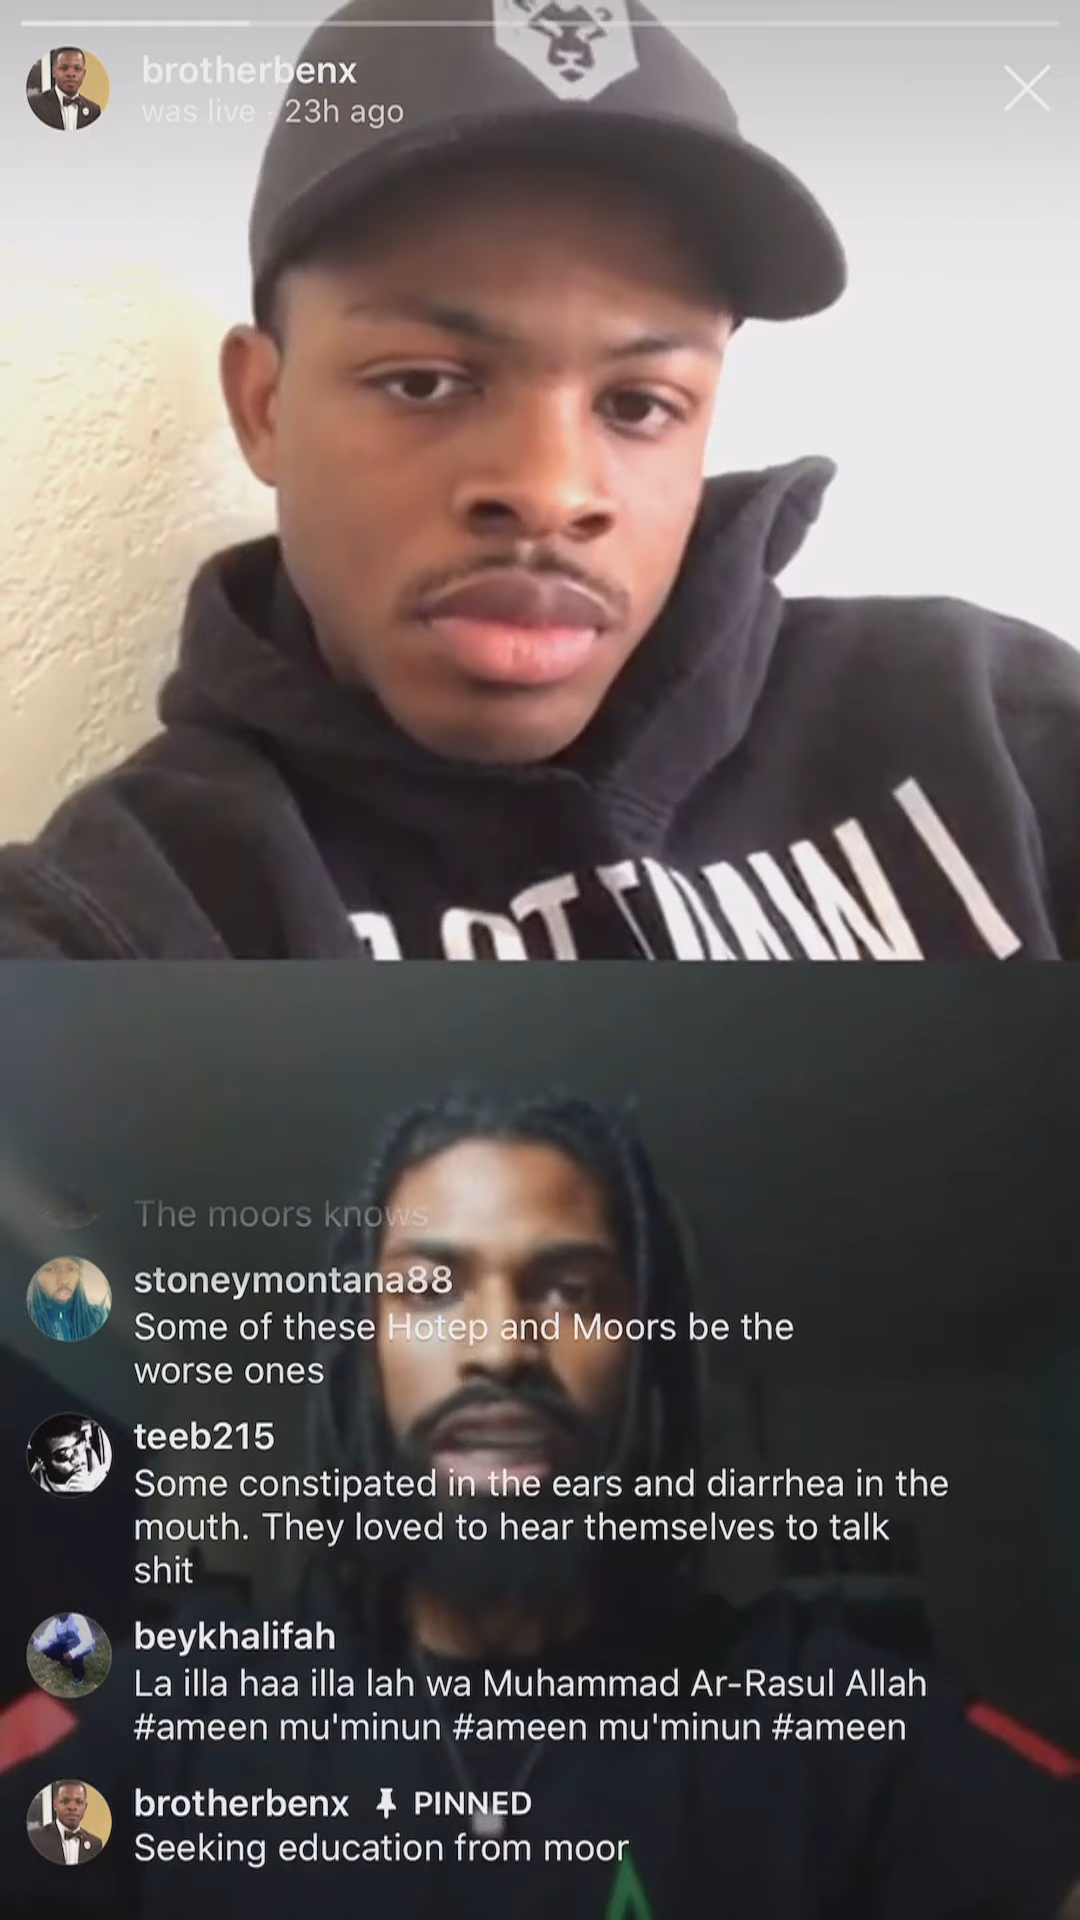 brotherbenx
was live · 23h ago
The moors knows
stoneymontana88
Some of these Hotep and Moors be the
worse ones
teeb215
Some constipated in the ears and diarrhea in the
mouth. They loved to hear themselves to talk
shit
beykhalifah
La illa haa illa lah wa Muhammad Ar-Rasul Allah
#ameen mu'minun #ameen mu'minun #ameen
brotherbenx PINNED
Seeking education from moor